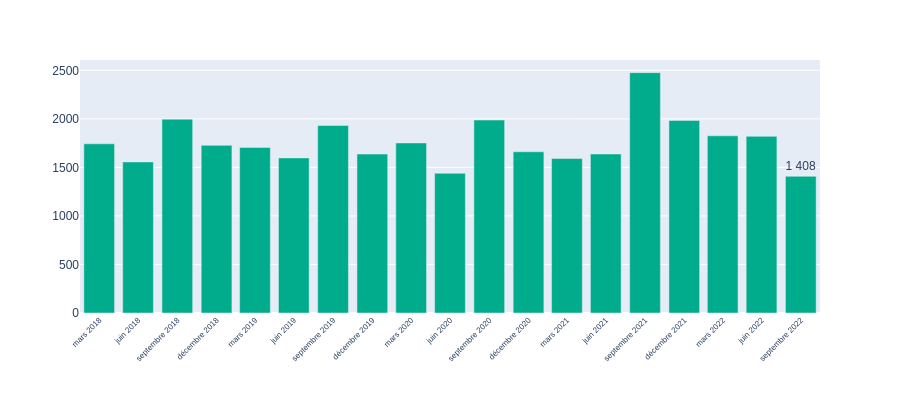 2500
2000
1500
1000
500
0
1 408
mars 2018
juin 2018
septembre 2018
décembre 2018
mars 2019
juin 2019
septembre 2019
décembre 2019
mars 2020
juin 2020
septembre 2020
décembre 2020
mars 2021
juin 2021
septembre 2021
décembre 2021
mars 2022
juin 2022
septembre 2022